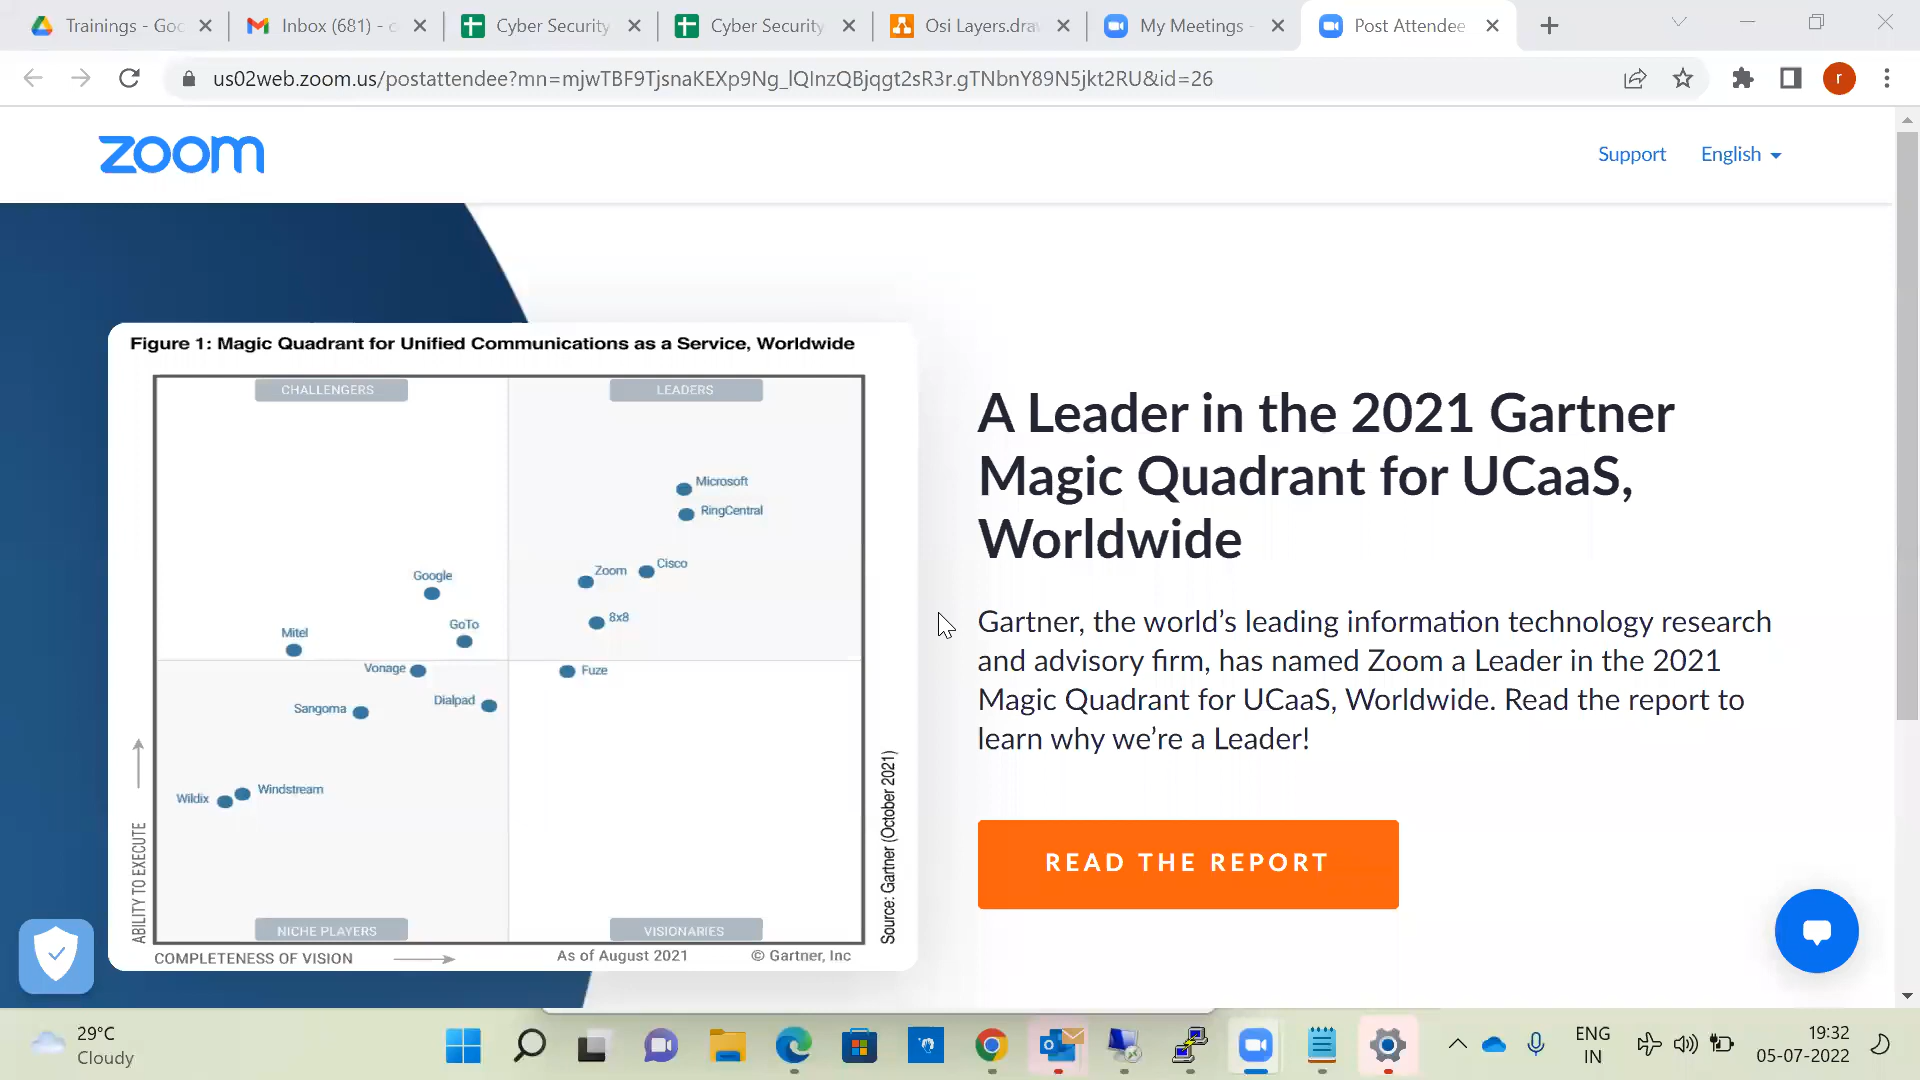 Trainings - Goo
Inbox (681) - c
Cyber Security
Cyber Security
Osi Layers.draw
My Meetings -
Post Attendee
us02web.zoom.us/postattendee?mn=mjwTBF9TjsnaKEXp9Ng_lQInzQBjqgt2sR3r.gTNbnY89N5jkt2RU&id=26
r
zoom
Support
English
Figure 1: Magic Quadrant for Unified Communications as a Service, Worldwide
CHALLENGERS
LEADERS
Microsoft
RingCentral
Cisco
Zoom
Google
8x8
GoTo
Mitel
Vonage
Fuze
Dialpad
Sangoma
Windstream
Wildix
ABILITY TO EXECUTE
NICHE PLAYERS
VISIONARIES
COMPLETENESS OF VISION
As of August 2021
© Gartner, Inc
Source: Gartner (October 2021)
A Leader in the 2021 Gartner
Magic Quadrant for UCaaS,
Worldwide
Gartner, the world’s leading information technology research
and advisory firm, has named Zoom a Leader in the 2021
Magic Quadrant for UCaaS, Worldwide. Read the report to
learn why we’re a Leader!
READ THE REPORT
29°C
Cloudy
ENG
IN
19:32
05-07-2022